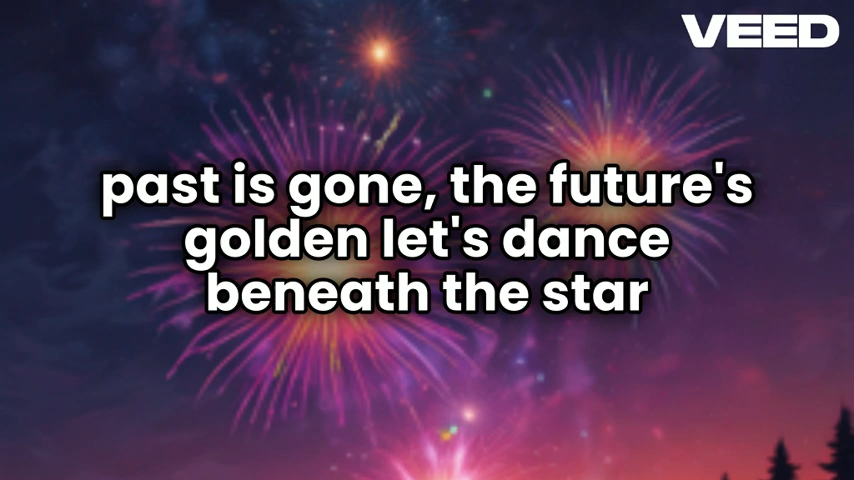 VEED
past is gone, the future's
golden let's dance
beneath the star